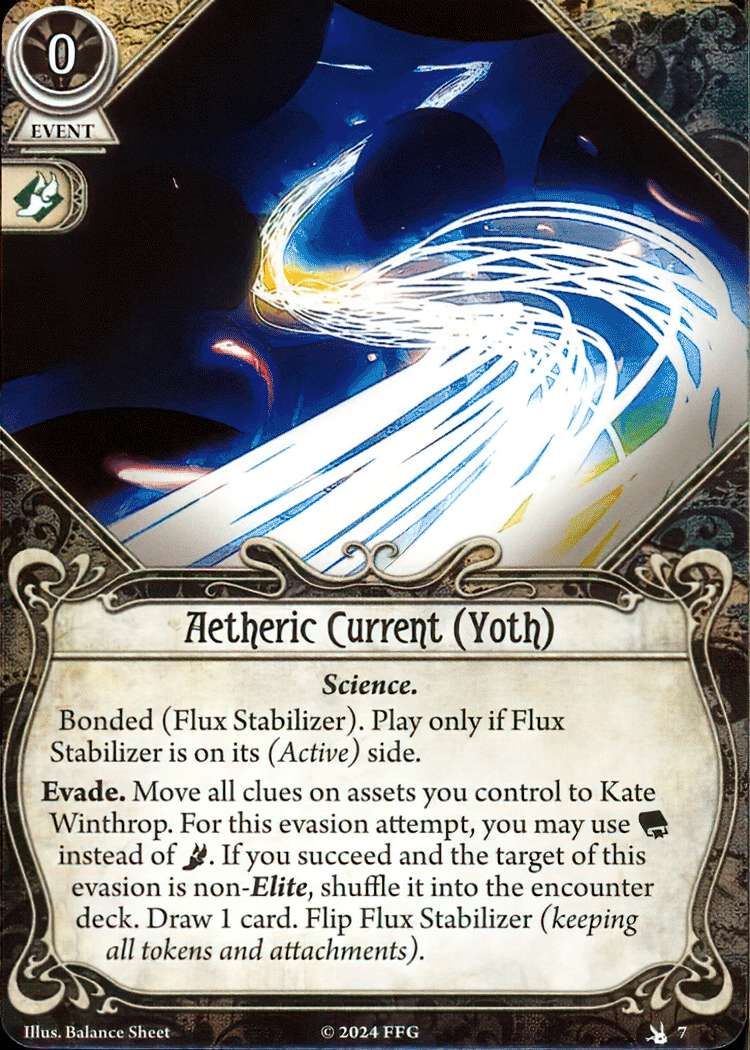 0
EVENT
Aetheric Current (Yoth)
Science.
Bonded (Flux Stabilizer). Play only if Flux
Stabilizer is on its (Active) side.
Evade. Move all clues on assets you control to Kate
Winthrop. For this evasion attempt, you may use
instead of . If you succeed and the target of this
evasion is non-Elite, shuffle it into the encounter
deck. Draw 1 card. Flip Flux Stabilizer (keeping
all tokens and attachments).
Illus. Balance Sheet
© 2024 FFG
7